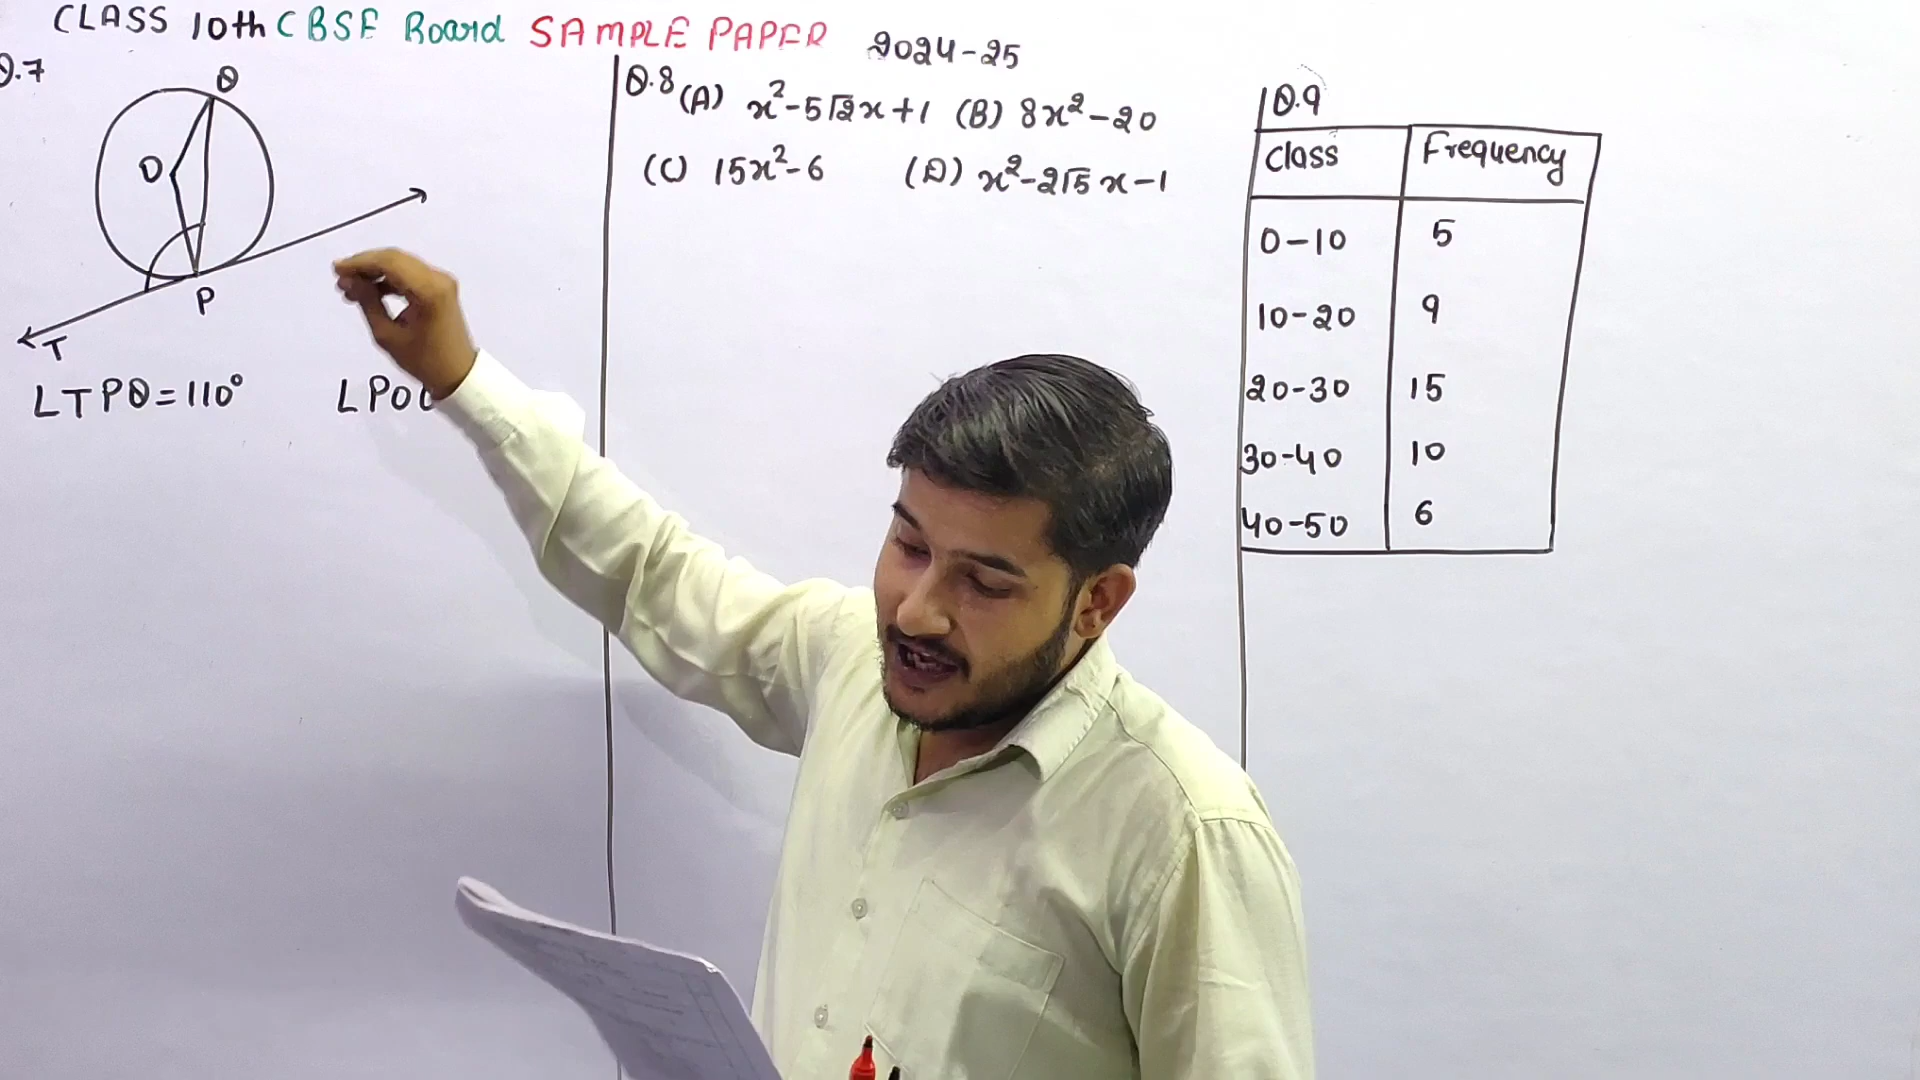 CLASS 10th CBSE Board SAMPLE PAPER 2024-25
Q.7
Q
O
P
T
∠TPQ=110°
Q.8 (A) x²-5√2x+1 (B) 8x²-20
(C) 15x²-6 (D) x²-2√5x-1
Q.9
Class Frequency
0-10 5
10-20 9
20-30 15
30-40 10
40-50 6